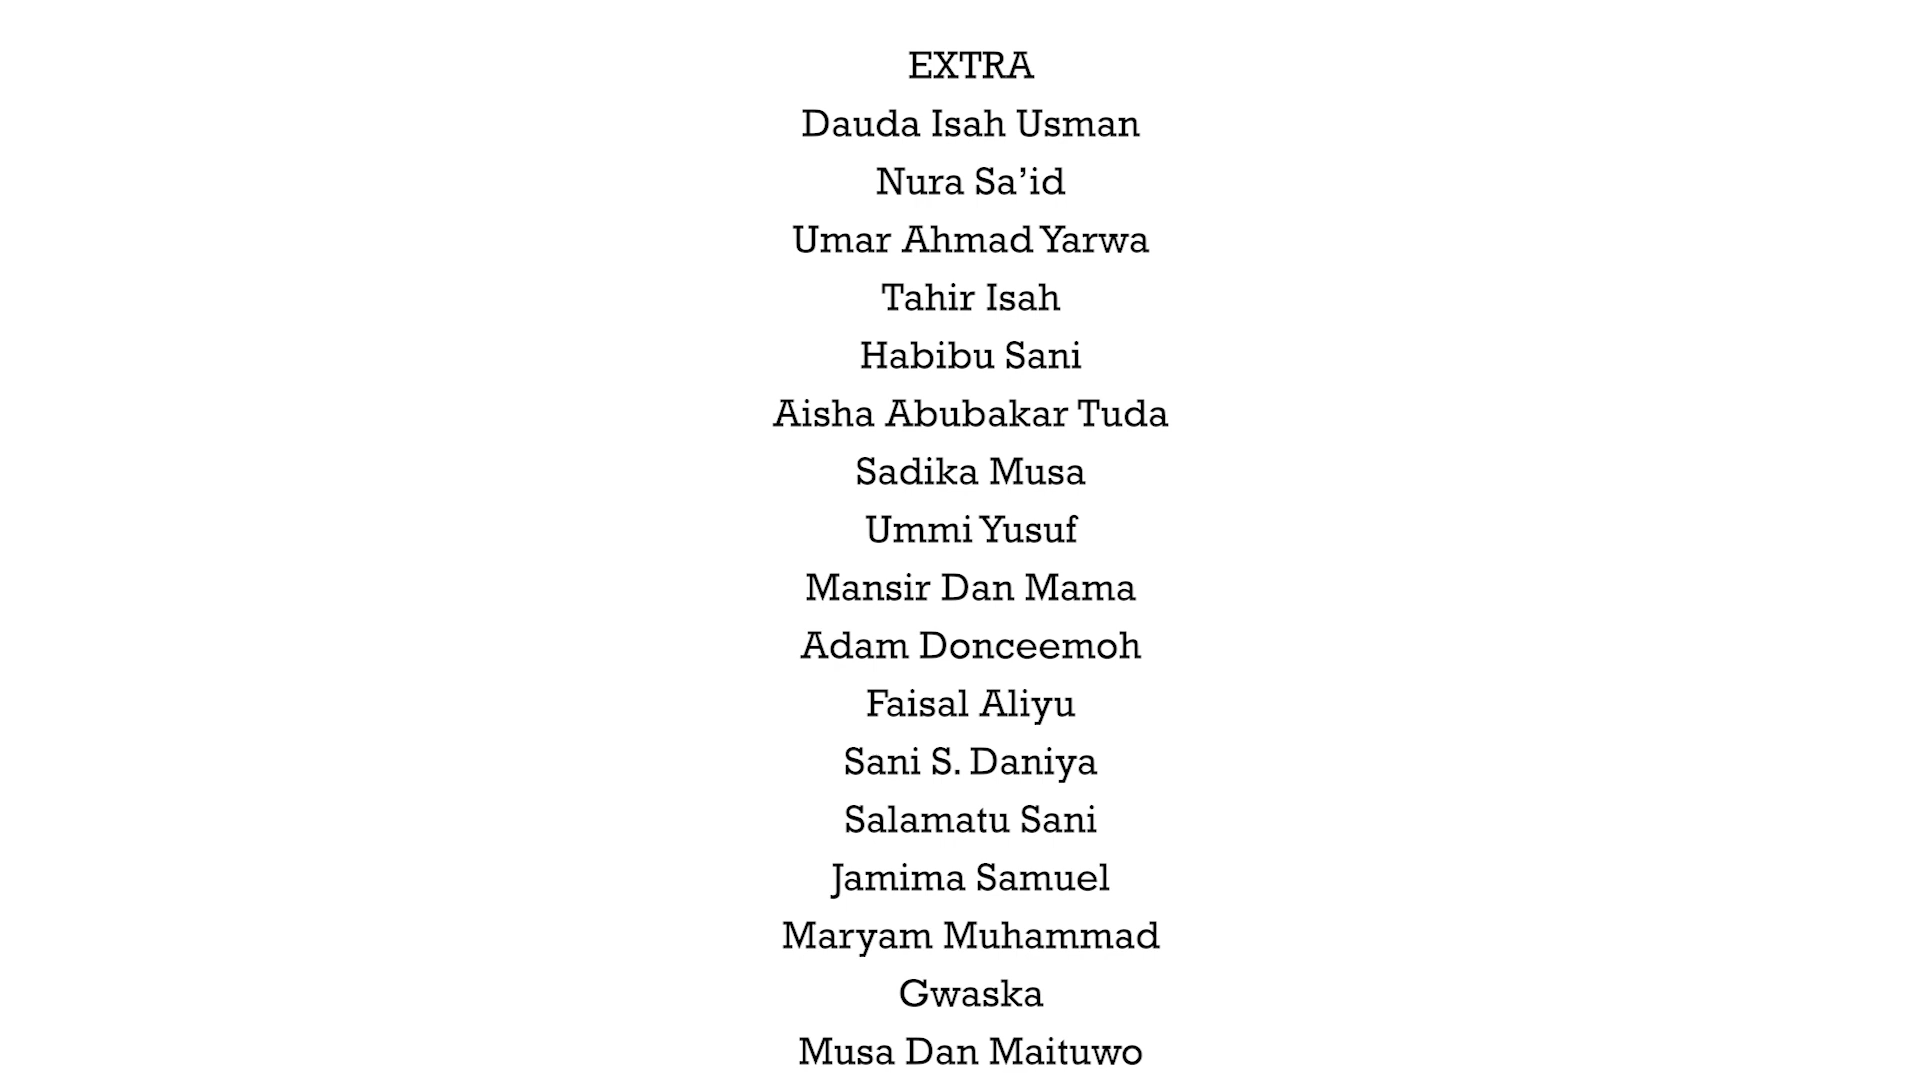 EXTRA
Dauda Isah Usman
Nura Sa’id
Umar Ahmad Yarwa
Tahir Isah
Habibu Sani
Aisha Abubakar Tuda
Sadika Musa
Ummi Yusuf
Mansir Dan Mama
Adam Donceemoh
Faisal Aliyu
Sani S. Daniya
Salamatu Sani
Jamima Samuel
Maryam Muhammad
Gwaska
Musa Dan Maituwo